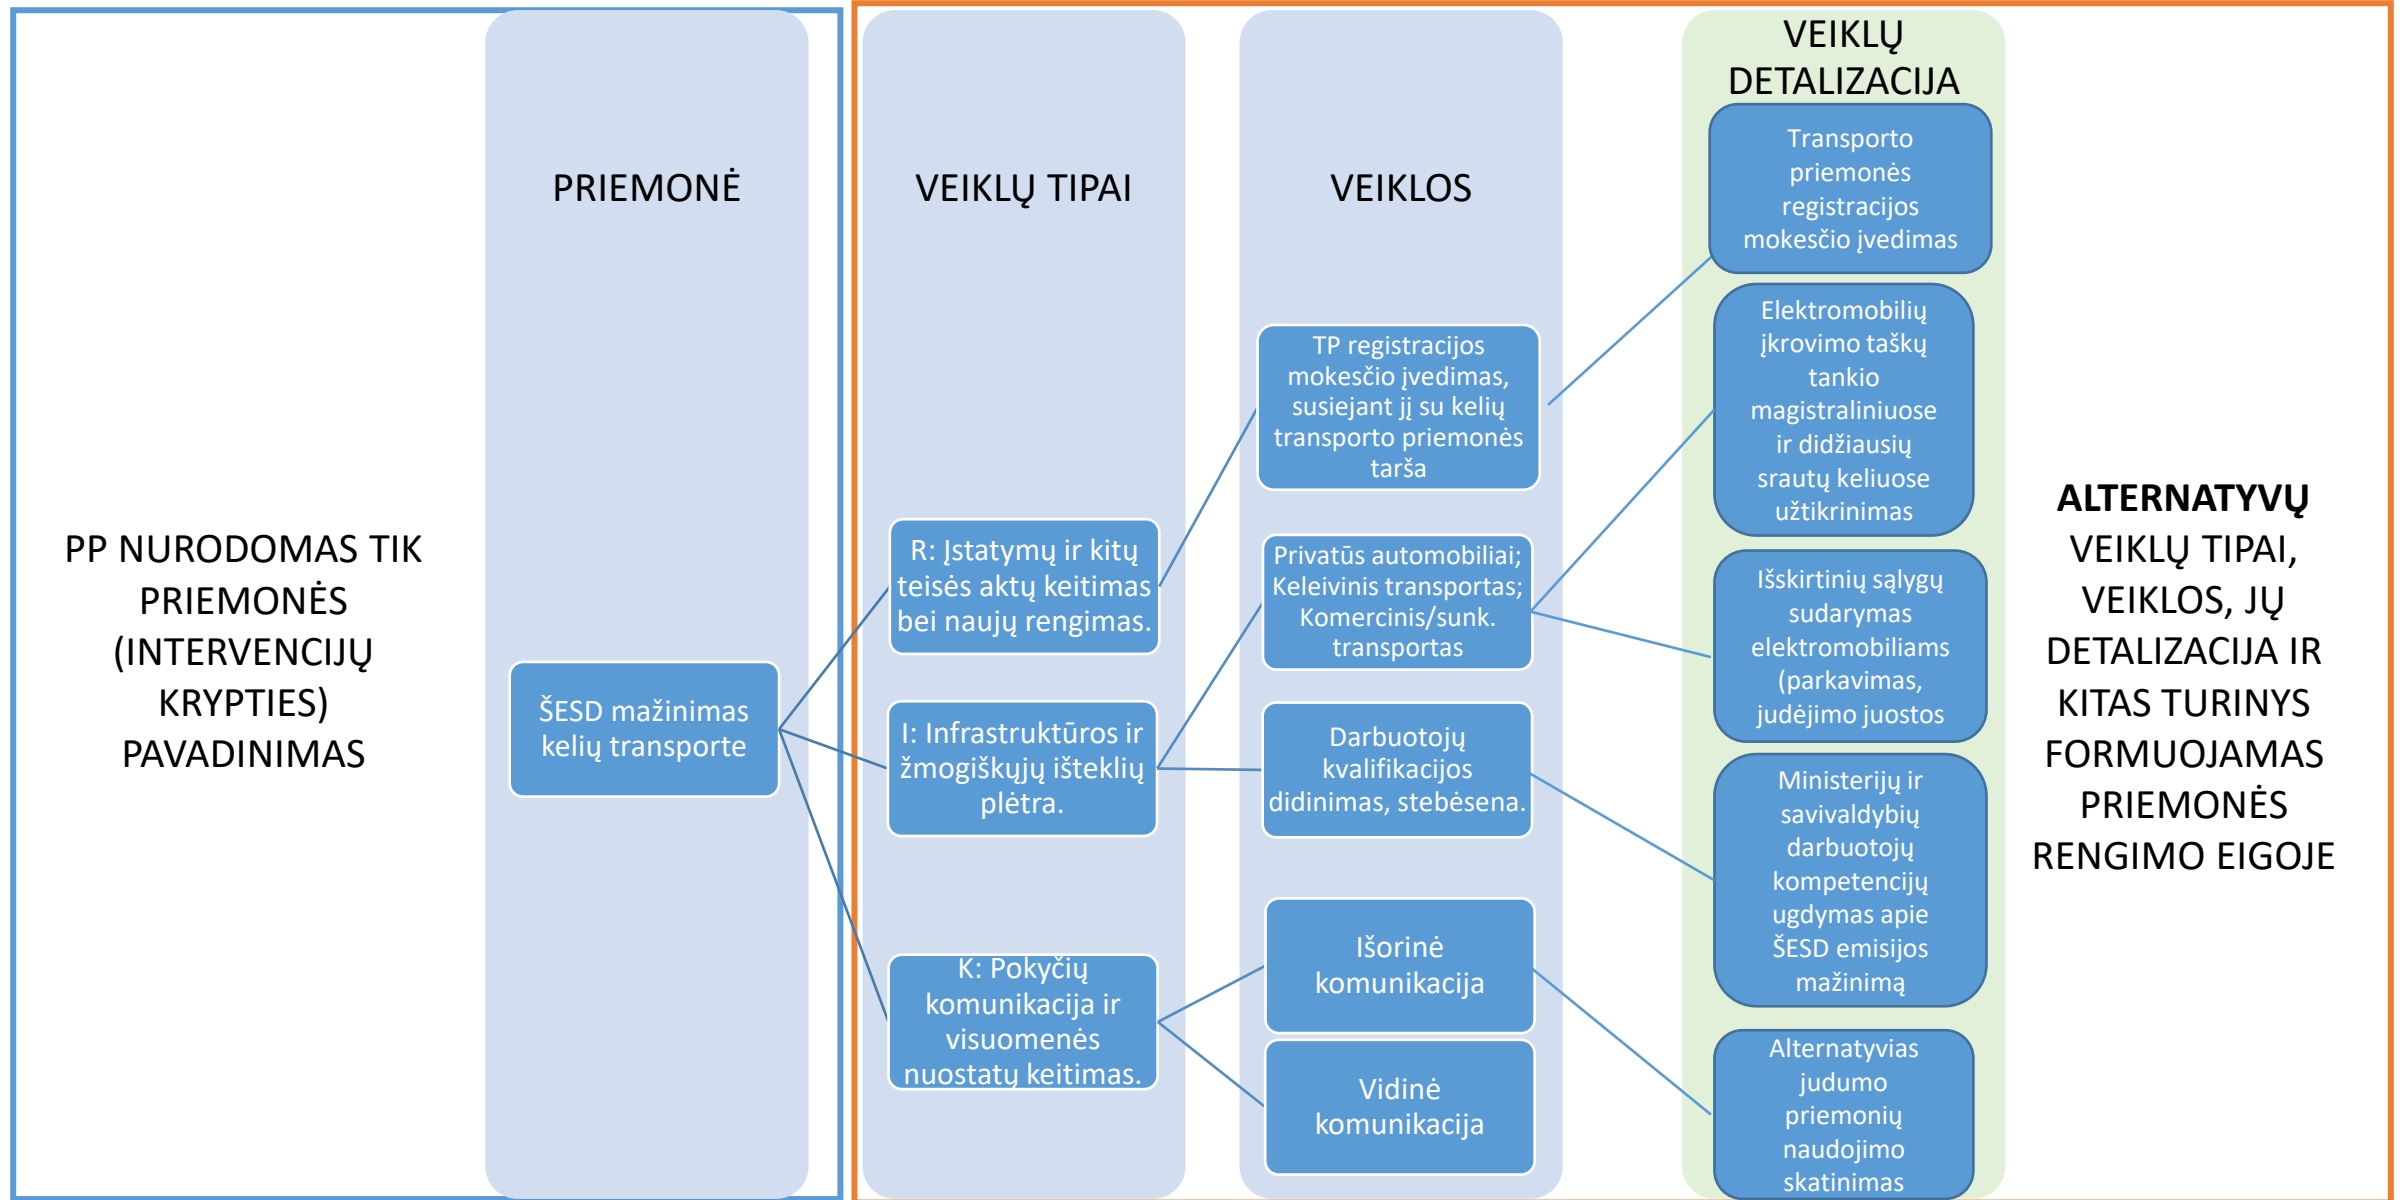 PP NURODOMAS TIK
PRIEMONĖS
(INTERVENCIJŲ
KRYPTIES)
PAVADINIMAS
PRIEMONĖ
ŠESD mažinimas
kelių transporte
VEIKLŲ TIPAI
R: Įstatymų ir kitų
teisės aktų keitimas
bei naujų rengimas.
I: Infrastruktūros ir
žmogiškųjų išteklių
plėtra.
K: Pokyčių
komunikacija ir
visuomenės
nuostatų keitimas.
VEIKLOS
TP registracijos
mokesčio įvedimas,
susiejant jį su kelių
transporto priemonės
tarša
Privatūs automobiliai;
Keleivinis transportas;
Komercinis/sunk.
transportas
Darbuotojų
kvalifikacijos
didinimas, stebėsena.
Išorinė
komunikacija
Vidinė
komunikacija
VEIKLŲ
DETALIZACIJA
Transporto
priemonės
registracijos
mokesčio įvedimas
Elektromobilių
įkrovimo taškų
tankio
magistraliniuose
ir didžiausių
srautų keliuose
užtikrinimas
Išskirtinių sąlygų
sudarymas
elektromobiliams
(parkavimas,
judėjimo juostos
Ministerijų ir
savivaldybių
darbuotojų
kompetencijų
ugdymas apie
ŠESD emisijos
mažinimą
Alternatyvias
judumo
priemonių
naudojimo
skatinimas
ALTERNATYVŲ
VEIKLŲ TIPAI,
VEIKLOS, JŲ
DETALIZACIJA IR
KITAS TURINYS
FORMUOJAMAS
PRIEMONĖS
RENGIMO EIGOJE